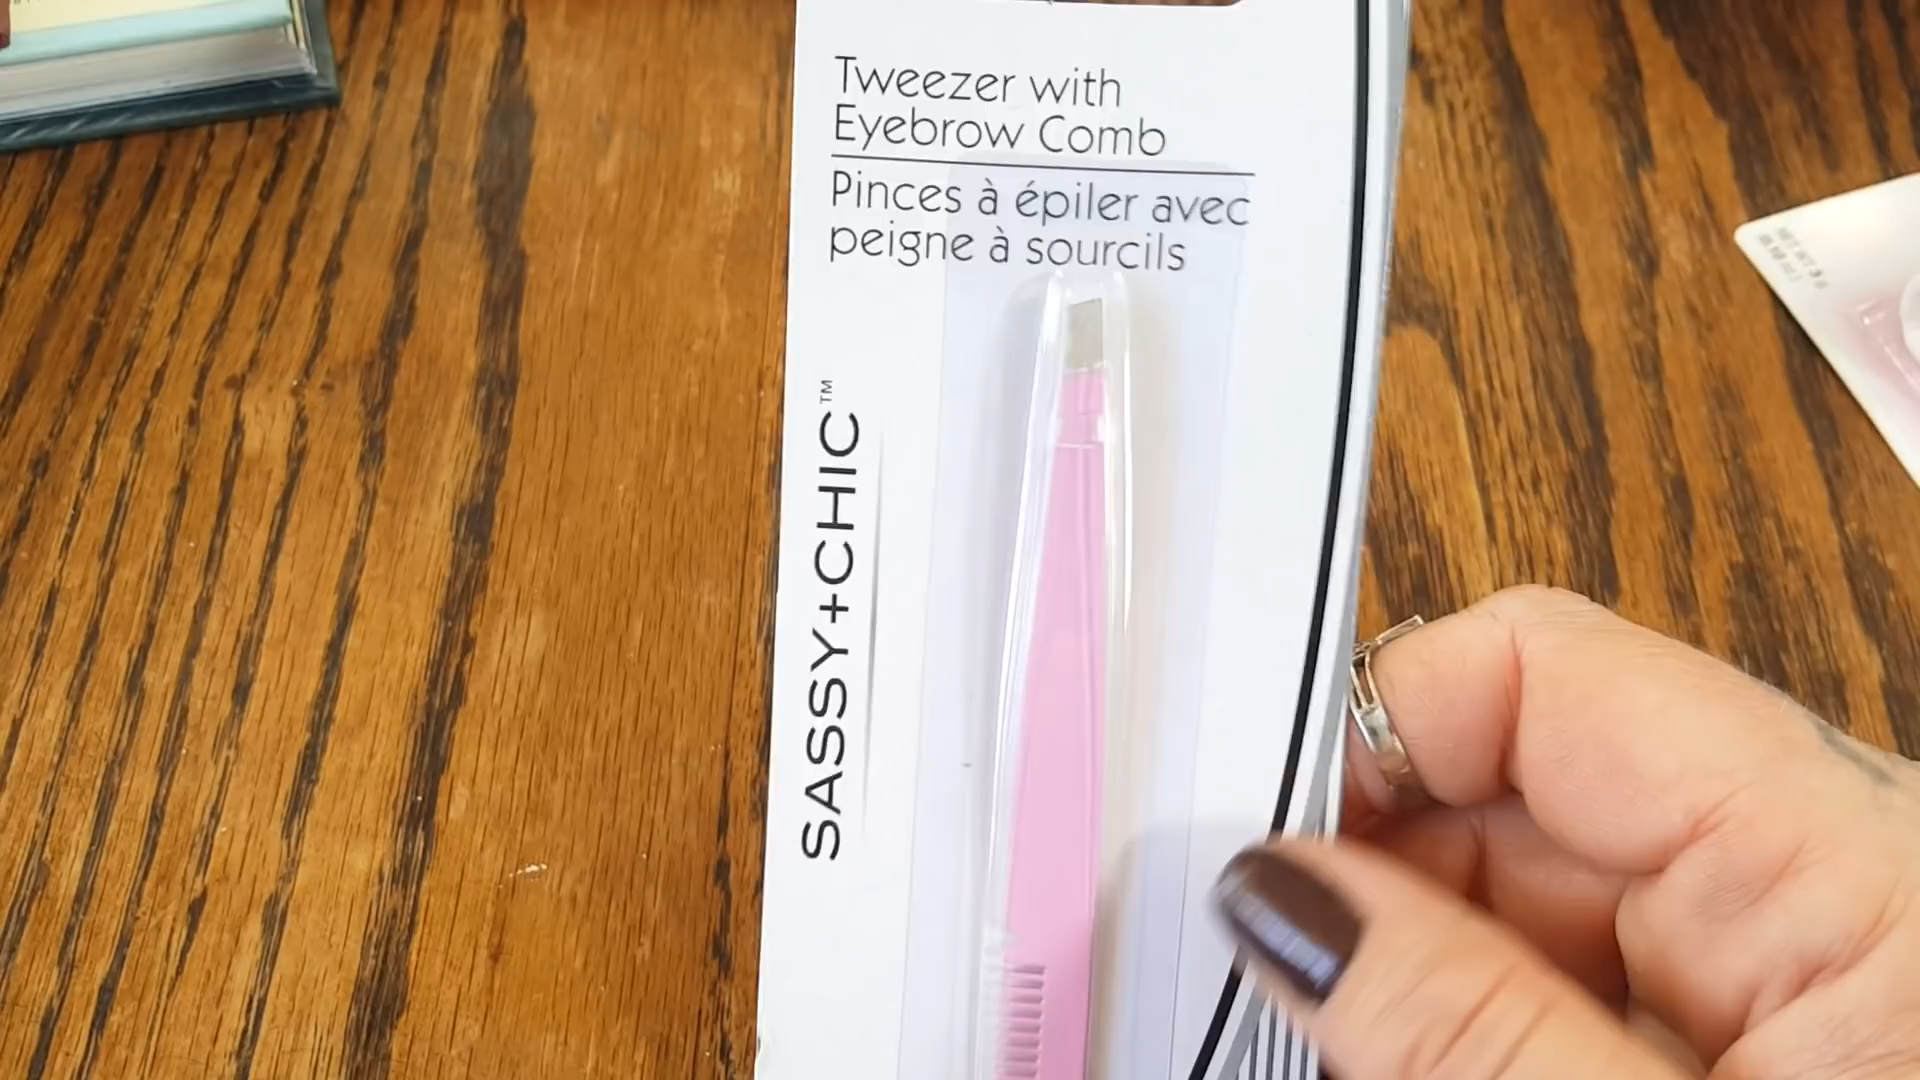 Tweezer with
Eyebrow Comb
Pinces à épiler avec
peigne à sourcils
SASSY+CHIC™